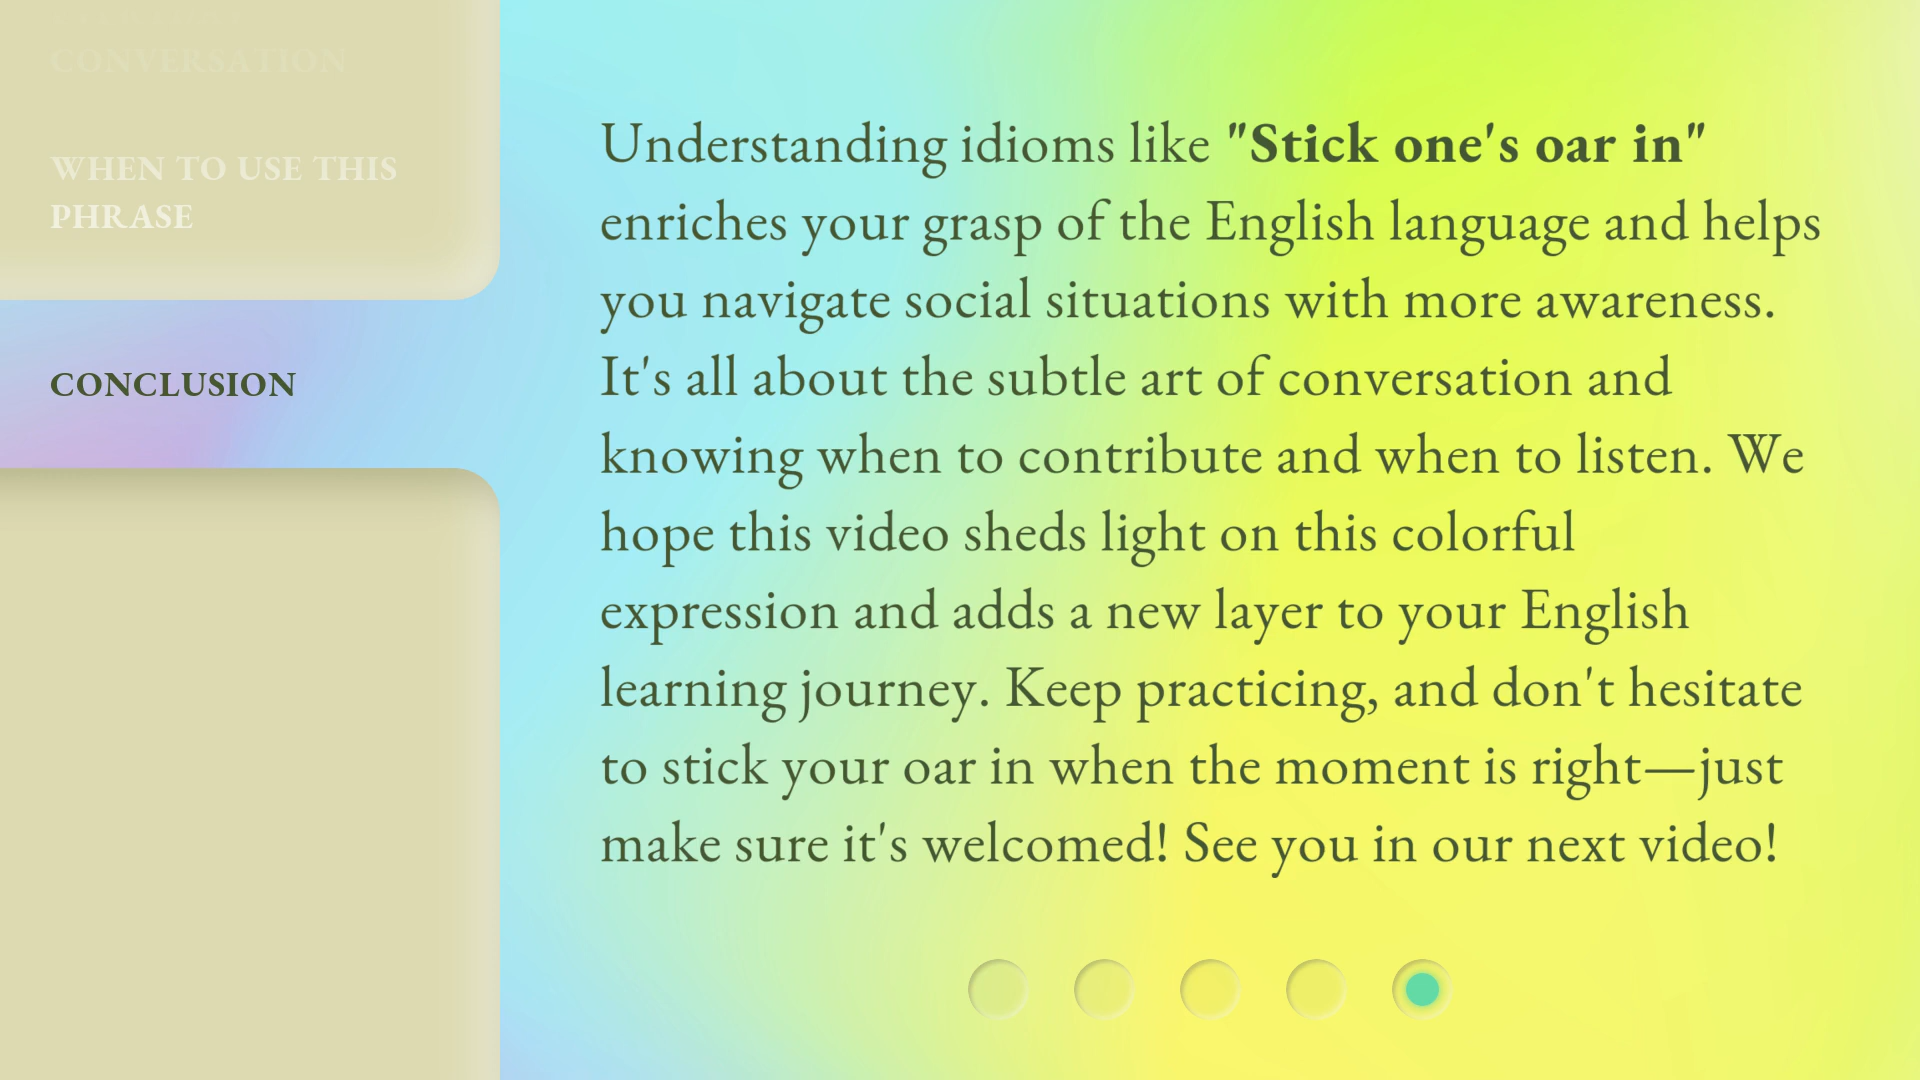 CONVERSATION
WHEN TO USE THIS
PHRASE
CONCLUSION
Understanding idioms like "Stick one's oar in"
enriches your grasp of the English language and helps
you navigate social situations with more awareness.
It's all about the subtle art of conversation and
knowing when to contribute and when to listen. We
hope this video sheds light on this colorful
expression and adds a new layer to your English
learning journey. Keep practicing, and don't hesitate
to stick your oar in when the moment is right—just
make sure it's welcomed! See you in our next video!